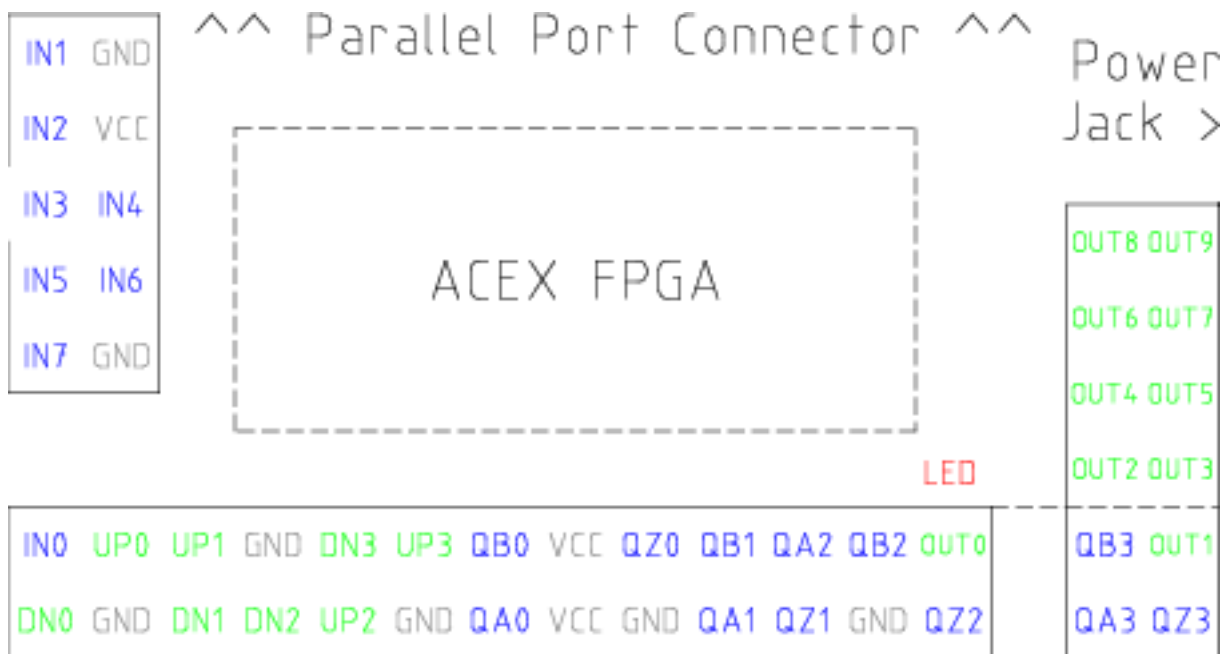 ^^ Parallel Port Connector ^^
Power
Jack >
IN1 GND
IN2 VCC
IN3 IN4
IN5 IN6
IN7 GND
ACEX FPGA
LED
OUT8 OUT9
OUT6 OUT7
OUT4 OUT5
OUT2 OUT3
IN0 UP0 UP1 GND DN3 UP3 QB0 VCC QZ0 QB1 QA2 QB2 OUT0
DN0 GND DN1 DN2 UP2 GND QA0 VCC GND QA1 QZ1 GND QZ2
QB3 OUT1
QA3 QZ3